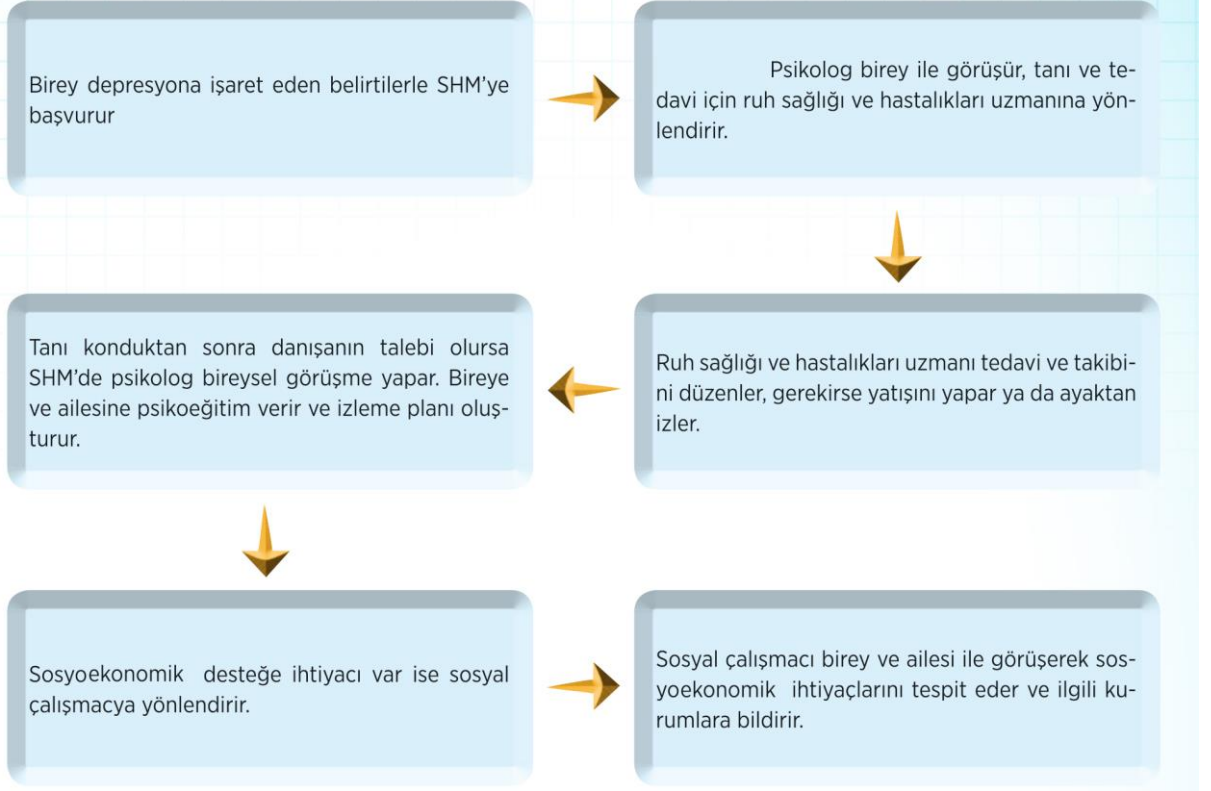 Birey depresyona işaret eden belirtilerle SHM’ye
başvurur
Psikolog birey ile görüşür, tanı ve te-
davi için ruh sağlığı ve hastalıkları uzmanına yön-
lendirir.
Ruh sağlığı ve hastalıkları uzmanı tedavi ve takibi-
ni düzenler, gerekirse yatışını yapar ya da ayaktan
izler.
Tanı konduktan sonra danışanın talebi olursa
SHM’de psikolog bireysel görüşme yapar. Bireye
ve ailesine psikoeğitim verir ve izleme planı oluş-
turur.
Sosyoekonomik desteğe ihtiyacı var ise sosyal
çalışmacya yönlendirir.
Sosyal çalışmacı birey ve ailesi ile görüşerek sos-
yoekonomik ihtiyaçlarını tespit eder ve ilgili ku-
rumlara bildirir.